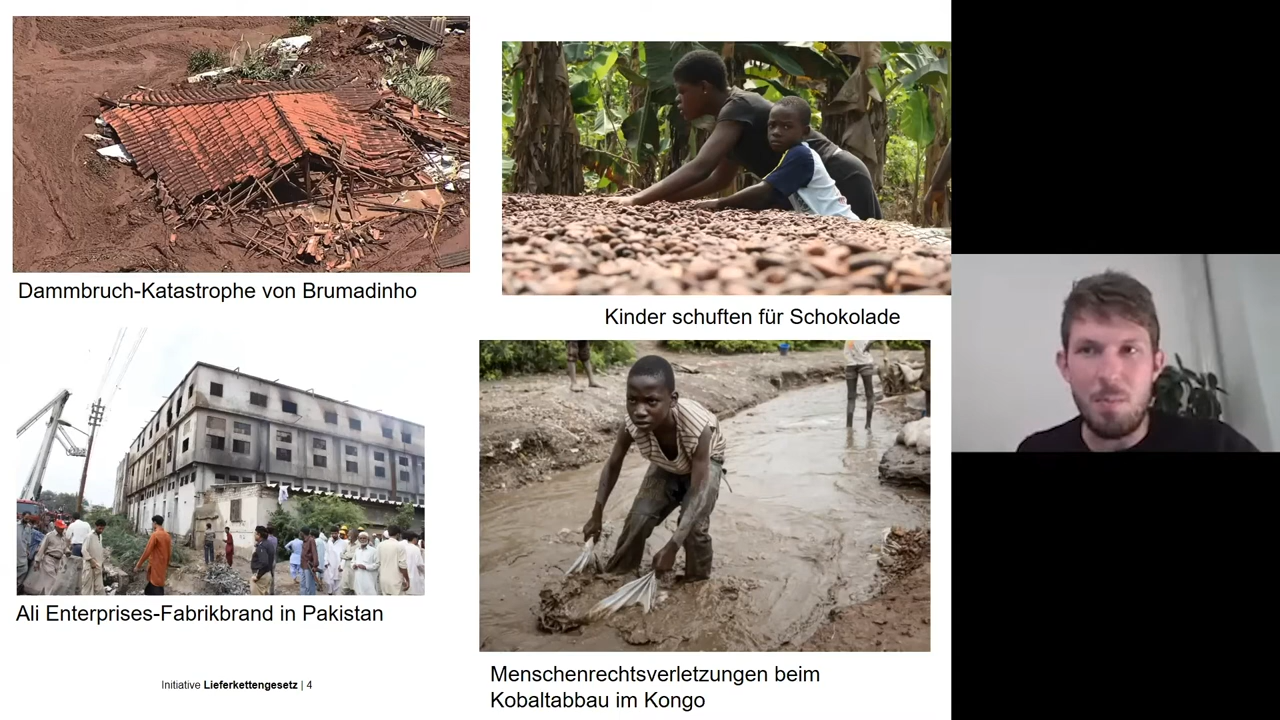 Dammbruch-Katastrophe von Brumadinho
Kinder schuften für Schokolade
Ali Enterprises-Fabrikbrand in Pakistan
Menschenrechtsverletzungen beim
Kobaltabbau im Kongo
Initiative Lieferkettengesetz | 4